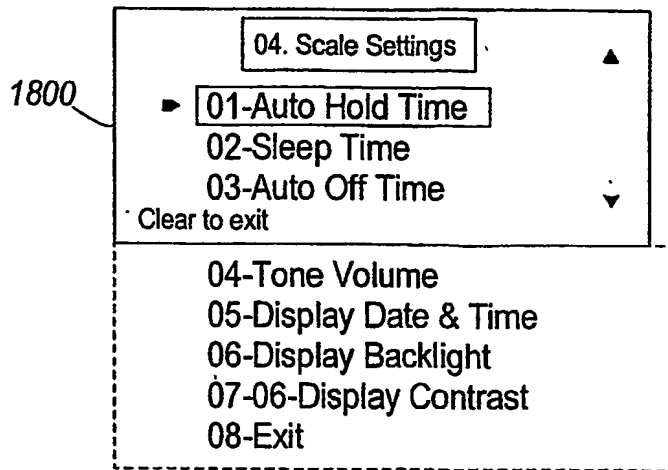 04. Scale Settings
1800
01-Auto Hold Time
02-Sleep Time
03-Auto Off Time
Clear to exit
04-Tone Volume
05-Display Date & Time
06-Display Backlight
07-06-Display Contrast
08-Exit